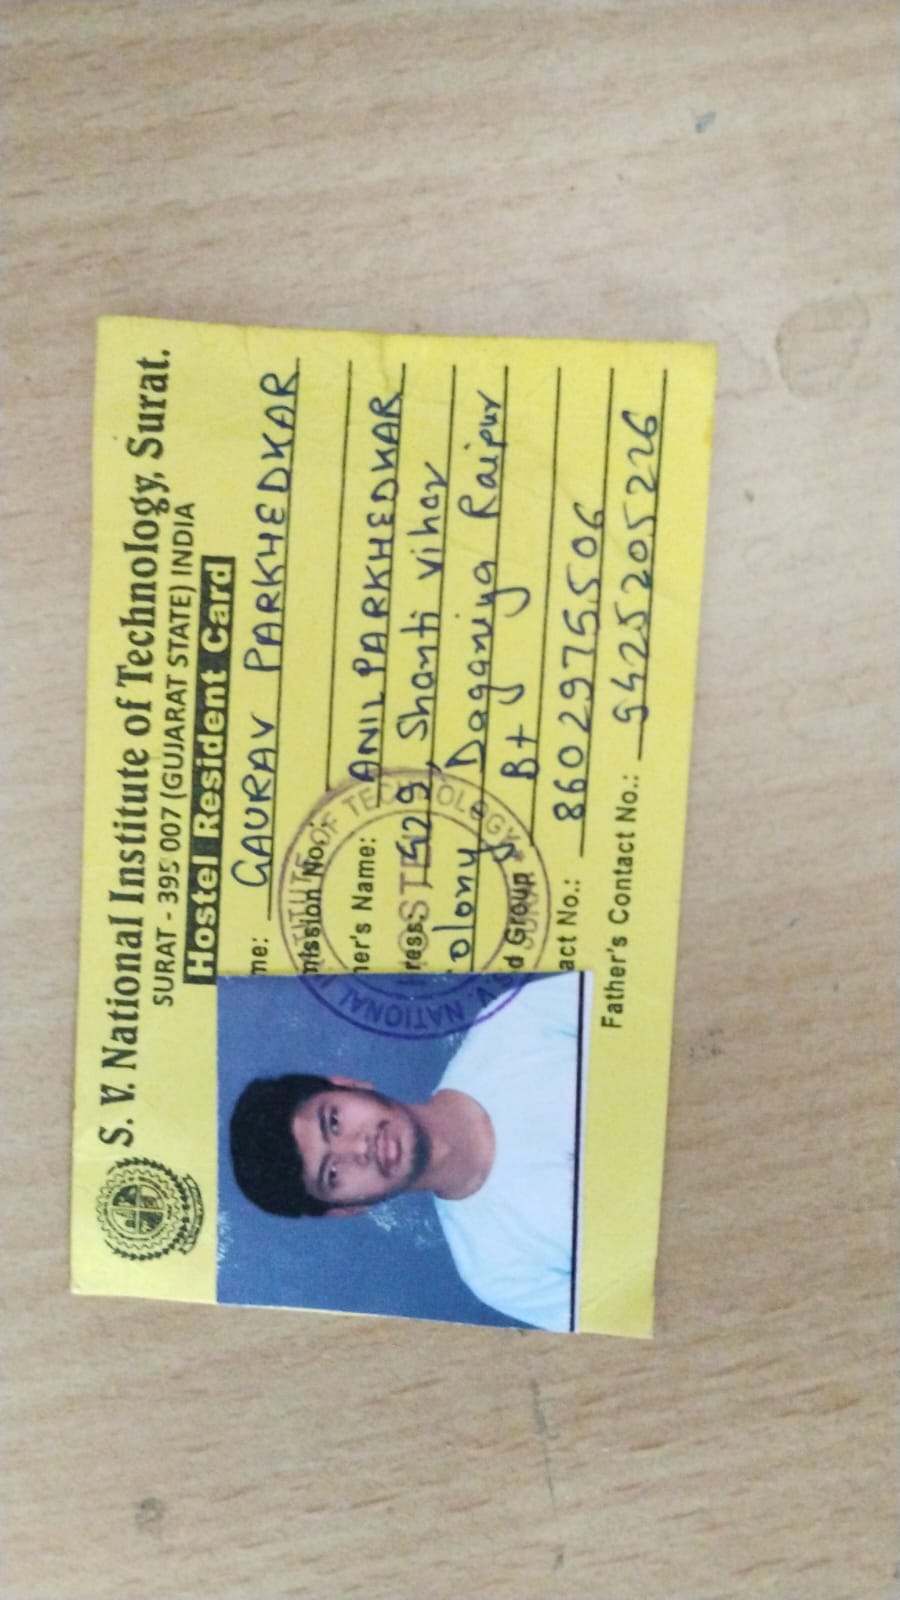 S. V. National Institute of Technology, Surat.
SURAT - 395 007 (GUJARAT STATE) INDIA
Hostel Resident Card
me: GAURAV PARKHEDKAR
mission No.:
her's Name: ANIL PARKHEDKAR
ress: 429, Shanti Vihar
olony, Daganiya Raipur
d Group B+
act No.: 8602975506
Father's Contact No.: 9425205226
S.V. NATIONAL INSTITUTE OF TECHNOLOGY SURAT
HOSTEL